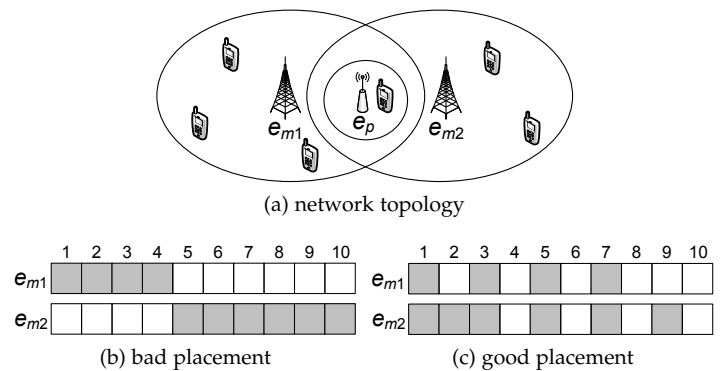 e_m1 e_p e_m2
(a) network topology
1 2 3 4 5 6 7 8 9 10
e_m1
e_m2
(b) bad placement
1 2 3 4 5 6 7 8 9 10
e_m1
e_m2
(c) good placement